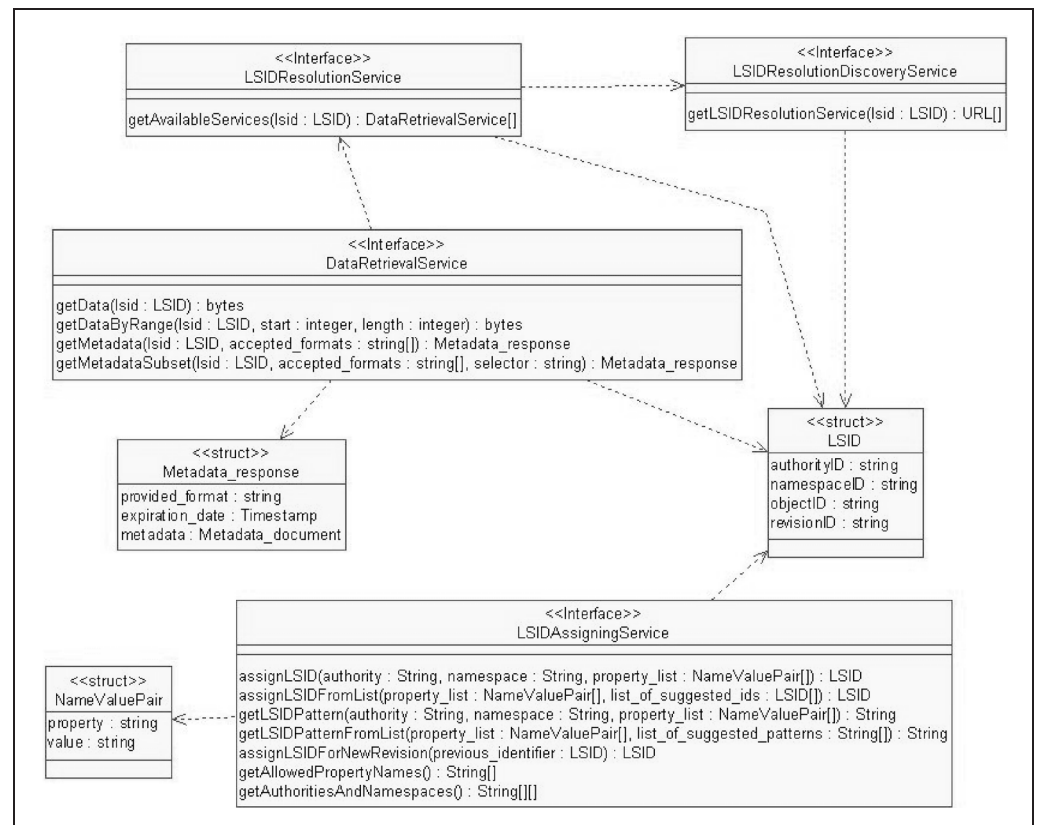 <<Interface>>
LSIDResolutionService
getAvailableServices(lsid : LSID) : DataRetrievalService[]
<<Interface>>
LSIDResolutionDiscoveryService
getLSIDResolutionService(lsid : LSID) : URL[]
<<Interface>>
DataRetrievalService
getData(lsid : LSID) : bytes
getDataByRange(lsid : LSID, start : integer, length : integer) : bytes
getMetadata(lsid : LSID, accepted_formats : string[]) : Metadata_response
getMetadataSubset(lsid : LSID, accepted_formats : string[], selector : string) : Metadata_response
<<struct>>
Metadata_response
provided_format : string
expiration_date : Timestamp
metadata : Metadata_document
<<struct>>
LSID
authorityID : string
namespaceID : string
objectID : string
revisionID : string
<<Interface>>
LSIDAssigningService
assignLSID(authority : String, namespace : String, property_list : NameValuePair[]) : LSID
assignLSIDFromList(property_list : NameValuePair[], list_of_suggested_ids : LSID[]) : LSID
getLSIDPattern(authority : String, namespace : String, property_list : NameValuePair[]) : String
getLSIDPatternFromList(property_list : NameValuePair[], list_of_suggested_patterns : String[]) : String
assignLSIDForNewRevision(previous_identifier : LSID) : LSID
getAllowedPropertyNames() : String[]
getAuthoritiesAndNamespaces() : String[][]
<<struct>>
NameValuePair
property : string
value : string